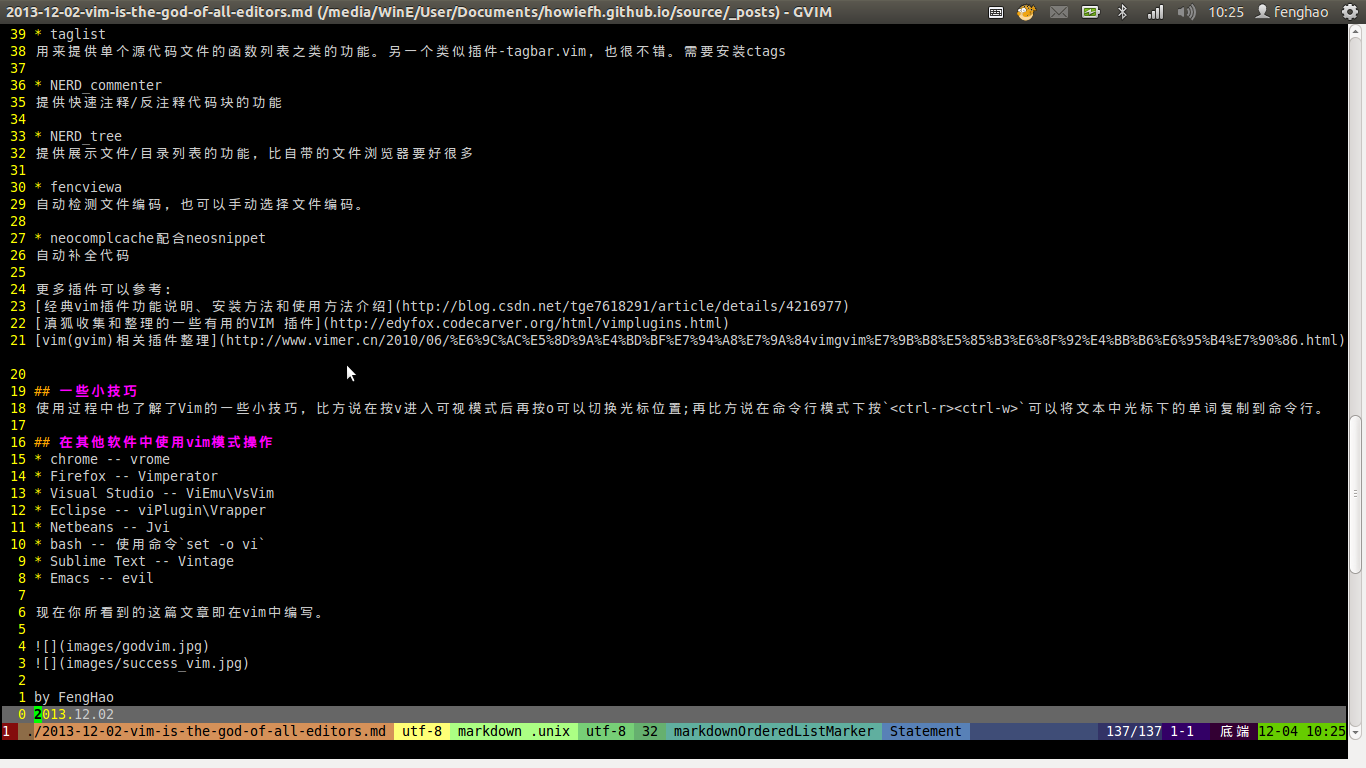 2013-12-02-vim-is-the-god-of-all-editors.md (/media/WinE/User/Documents/howiefh.github.io/source/_posts) - GVIM 10:25 fenghao
39 * taglist
38 用来提供单个源代码文件的函数列表之类的功能。另一个类似插件-tagbar.vim, 也很不错。需要安装ctags
37
36 * NERD_commenter
35 提供快速注释/反注释代码块的功能
34
33 * NERD_tree
32 提供展示文件/目录列表的功能, 比自带的文件浏览器要好很多
31
30 * fencviewa
29 自动检测文件编码, 也可以手动选择文件编码。
28
27 * neocomplcache配合neosnippet
26 自动补全代码
25
24 更多插件可以参考:
23 [经典vim插件功能说明、安装方法和使用方法介绍](http://blog.csdn.net/tge7618291/article/details/4216977)
22 [滇狐收集和整理的一些有用的VIM 插件](http://edyfox.codecarver.org/html/vimplugins.html)
21 [vim(gvim)相关插件整理](http://www.vimer.cn/2010/06/%E6%9C%AC%E5%8D%9A%E4%BD%BF%E7%94%A8%E7%9A%84vimgvim%E7%9B%B8%E5%85%B3%E6%8F%92%E4%BB%B6%E6%95%B4%E7%90%86.html)
20
19 ## 一些小技巧
18 使用过程中也了解了Vim的一些小技巧, 比方说在按v进入可视模式后再按o可以切换光标位置;再比方说在命令行模式下按`<ctrl-r><ctrl-w>`可以将文本中光标下的单词复制到命令行。
17
16 ## 在其他软件中使用vim模式操作
15 * chrome -- vrome
14 * Firefox -- Vimperator
13 * Visual Studio -- ViEmu\VsVim
12 * Eclipse -- viPlugin\Vrapper
11 * Netbeans -- Jvi
10 * bash -- 使用命令`set -o vi`
9 * Sublime Text -- Vintage
8 * Emacs -- evil
7
6 现在你所看到的这篇文章即在vim中编写。
5
4 ![](images/godvim.jpg)
3 ![](images/success_vim.jpg)
2
1 by FengHao
0 2013.12.02
1 ./2013-12-02-vim-is-the-god-of-all-editors.md utf-8 markdown .unix utf-8 32 markdownOrderedListMarker Statement 137/137 1-1 底端 12-04 10:25